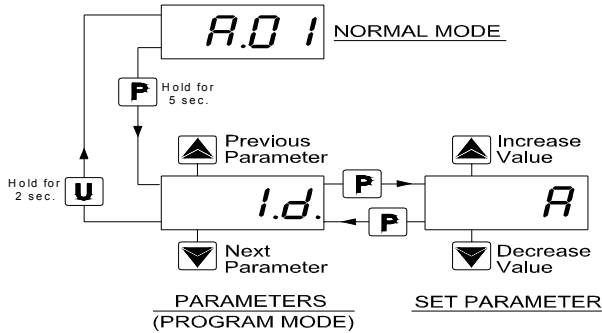 A.01
NORMAL MODE
P
Hold for
5 sec.
Previous
Parameter
Increase
Value
Hold for
2 sec.
U
1.d.
P
P
A
Next
Parameter
Decrease
Value
PARAMETERS
(PROGRAM MODE)
SET PARAMETER